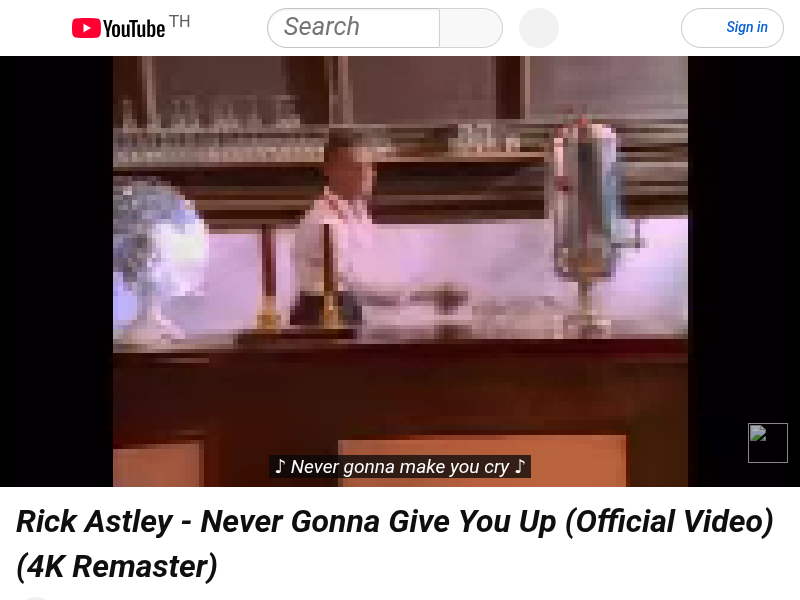 YouTube TH
Search
Sign in
♪ Never gonna make you cry ♪
Rick Astley - Never Gonna Give You Up (Official Video)
(4K Remaster)